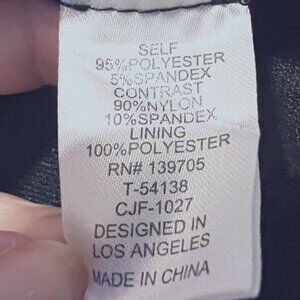 SELF
95%POLYESTER
5%SPANDEX
CONTRAST
90%NYLON
10%SPANDEX
LINING
100%POLYESTER
RN# 139705
T-54138
CJF-1027
DESIGNED IN
LOS ANGELES
MADE IN CHINA